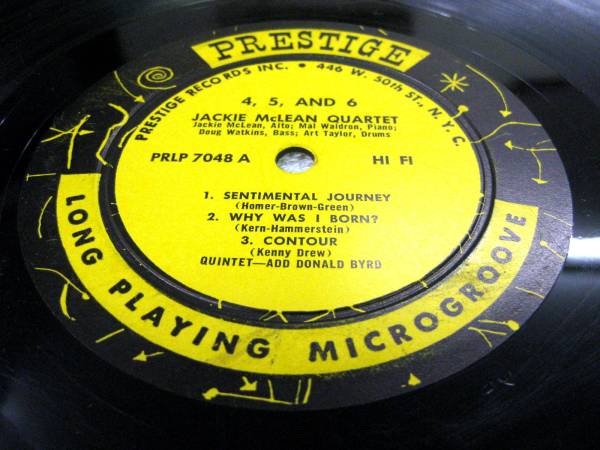 PRESTIGE
PRESTIGE RECORDS INC. • 446 W. 50th ST., N.Y.C.
4, 5, AND 6
JACKIE McLEAN QUARTET
Jackie McLean, Alto; Mal Waldron, Piano;
Doug Watkins, Bass; Art Taylor, Drums
PRLP 7048 A HI FI
1. SENTIMENTAL JOURNEY
(Homer-Brown-Green)
2. WHY WAS I BORN?
(Kern-Hammerstein)
3. CONTOUR
(Kenny Drew)
QUINTET—ADD DONALD BYRD
LONG PLAYING MICROGROOVE